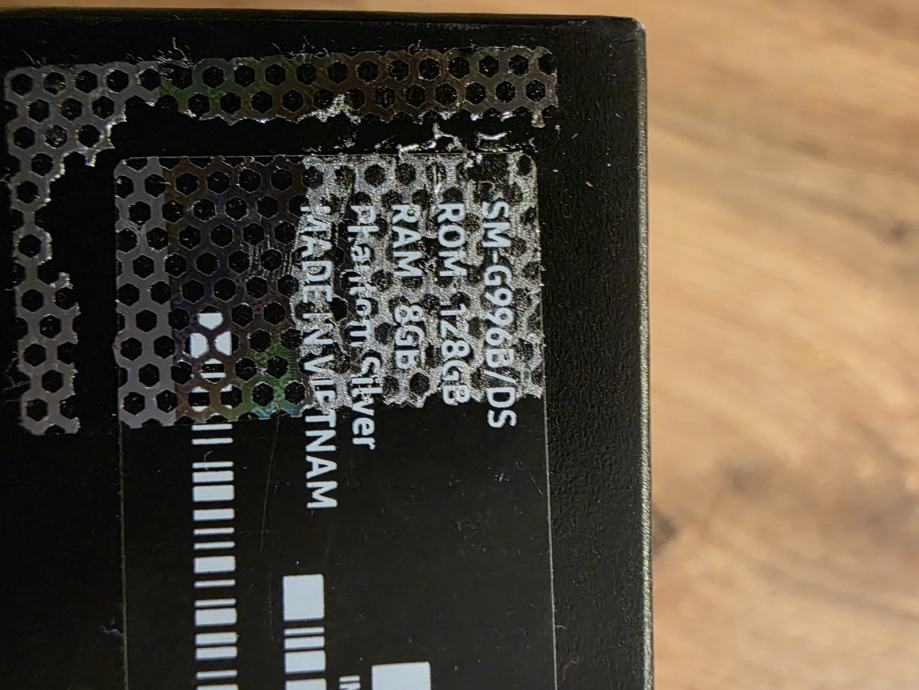 SM-G996B/DS
ROM 128GB
RAM 8GB
Phantom Silver
MADE IN VIETNAM